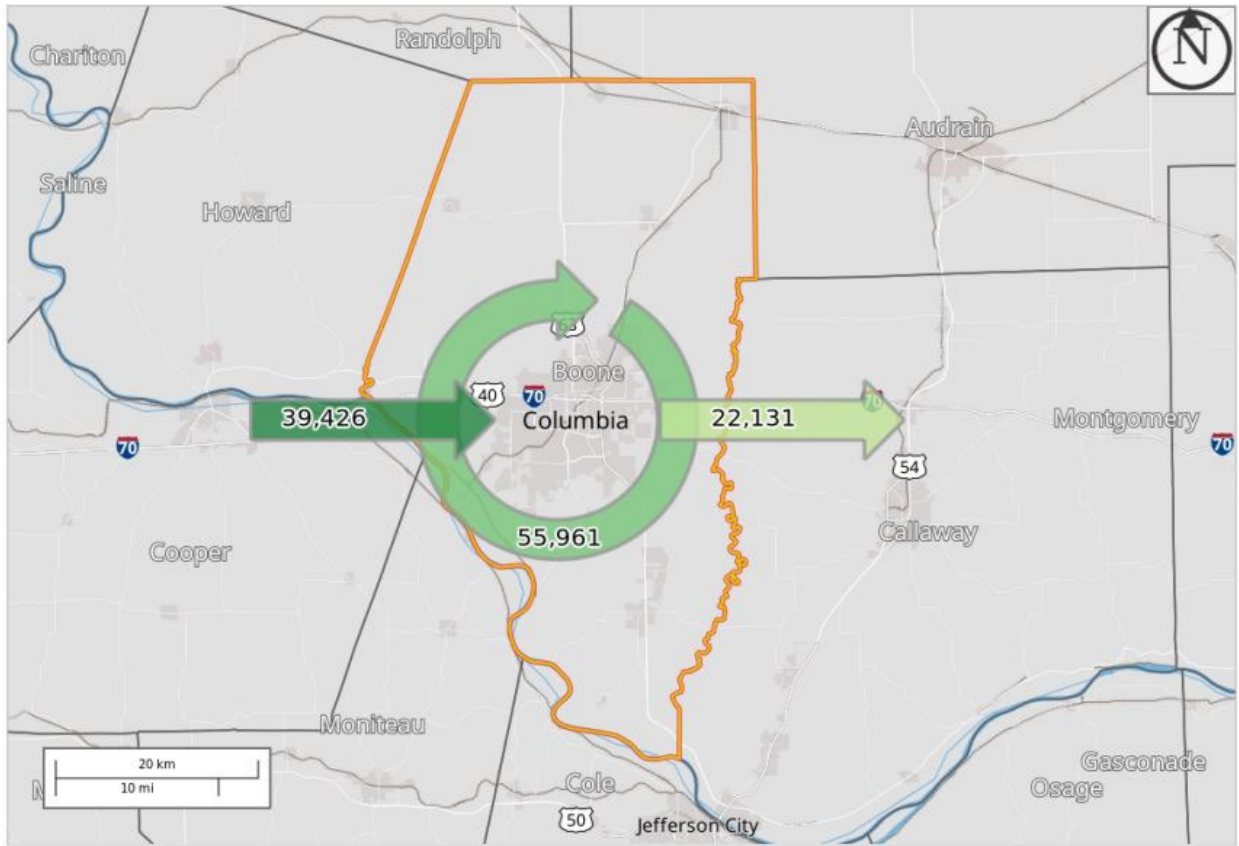 Randolph
Chariton
N
Audrain
Saline
Howard
63
Boone
40
70
70
39,426
Columbia
22,131
Montgomery
70
70
54
55,961
Callaway
Cooper
Moniteau
20 km
10 mi
Cole
Gasconade
Osage
M
50
Jefferson City